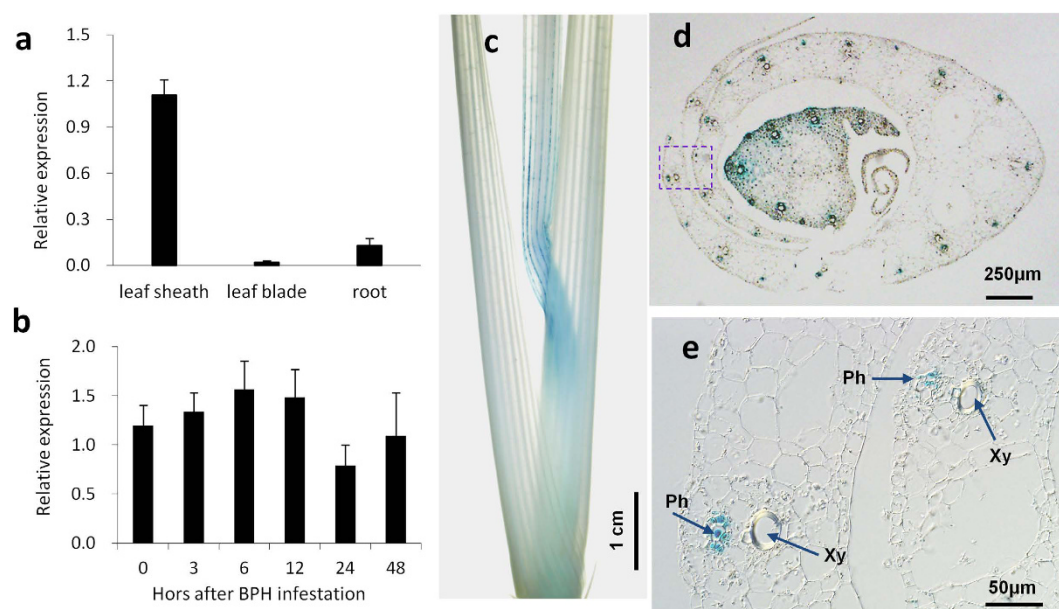 a
Relative expression
1.5
1.2
0.9
0.6
0.3
0.0
leaf sheath leaf blade root
b
Relative expression
2.0
1.5
1.0
0.5
0.0
0 3 6 12 24 48
Hors after BPH infestation
c
1 cm
d
250μm
e
Ph
Xy
Ph
Xy
50μm